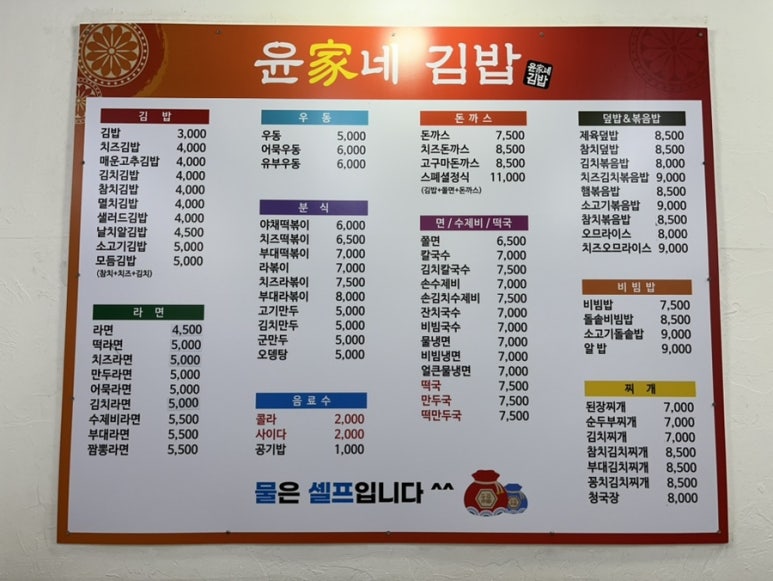 윤家네 김밥
윤家네
김밥
김 밥
김밥 3,000
치즈김밥 4,000
매운고추김밥 4,000
김치김밥 4,000
참치김밥 4,000
멸치김밥 4,000
샐러드김밥 4,000
날치알김밥 4,500
소고기김밥 5,000
모듬김밥 5,000
(참치+치즈+김치)
라 면
라면 4,500
떡라면 5,000
치즈라면 5,000
만두라면 5,000
어묵라면 5,000
김치라면 5,000
수제비라면 5,500
부대라면 5,500
짬뽕라면 5,500
우 동
우동 5,000
어묵우동 6,000
유부우동 6,000
분 식
야채떡볶이 6,000
치즈떡볶이 6,500
부대떡볶이 7,000
라볶이 7,000
치즈라볶이 7,500
부대라볶이 8,000
고기만두 5,000
김치만두 5,000
군만두 5,000
오뎅탕 5,000
음 료 수
콜라 2,000
사이다 2,000
공기밥 1,000
돈 까 스
돈까스 7,500
치즈돈까스 8,500
고구마돈까스 8,500
스페셜정식 11,000
(김밥+쫄면+돈까스)
면 / 수제비 / 떡국
쫄면 6,500
칼국수 7,000
김치칼국수 7,500
손수제비 7,000
손김치수제비 7,500
잔치국수 7,000
비빔국수 7,000
물냉면 7,000
비빔냉면 7,000
얼큰물냉면 7,000
떡국 7,500
만두국 7,500
떡만두국 7,500
덮밥&볶음밥
제육덮밥 8,500
참치덮밥 8,500
김치볶음밥 8,000
치즈김치볶음밥 9,000
햄볶음밥 8,500
소고기볶음밥 9,000
참치볶음밥 8,500
오므라이스 8,000
치즈오므라이스 9,000
비 빔 밥
비빔밥 7,500
돌솥비빔밥 8,500
소고기돌솥밥 9,000
알 밥 9,000
찌 개
된장찌개 7,000
순두부찌개 7,000
김치찌개 7,000
참치김치찌개 8,500
부대김치찌개 8,500
꽁치김치찌개 8,500
청국장 8,000
물은 셀프입니다 ^^